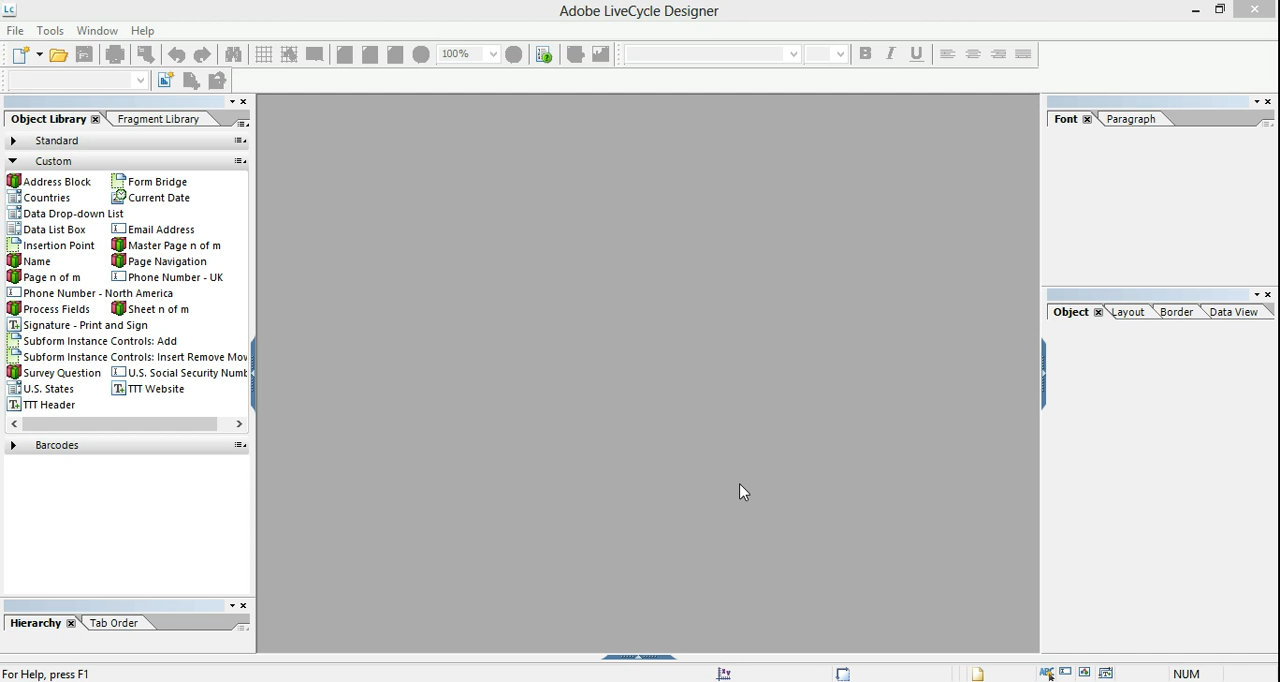 Lc Adobe LiveCycle Designer
File Tools Window Help
100% B I U
Object Library Fragment Library
Font Paragraph
Standard
Custom
Address Block Form Bridge
Countries Current Date
Data Drop-down List
Data List Box Email Address
Insertion Point Master Page n of m
Name Page Navigation
Page n of m Phone Number - UK
Phone Number - North America
Process Fields Sheet n of m
Signature - Print and Sign
Subform Instance Controls: Add
Subform Instance Controls: Insert Remove Mov
Survey Question U.S. Social Security Numb
U.S. States TTT Website
TTT Header
Object Layout Border Data View
Barcodes
Hierarchy Tab Order
For Help, press F1 ABC NUM